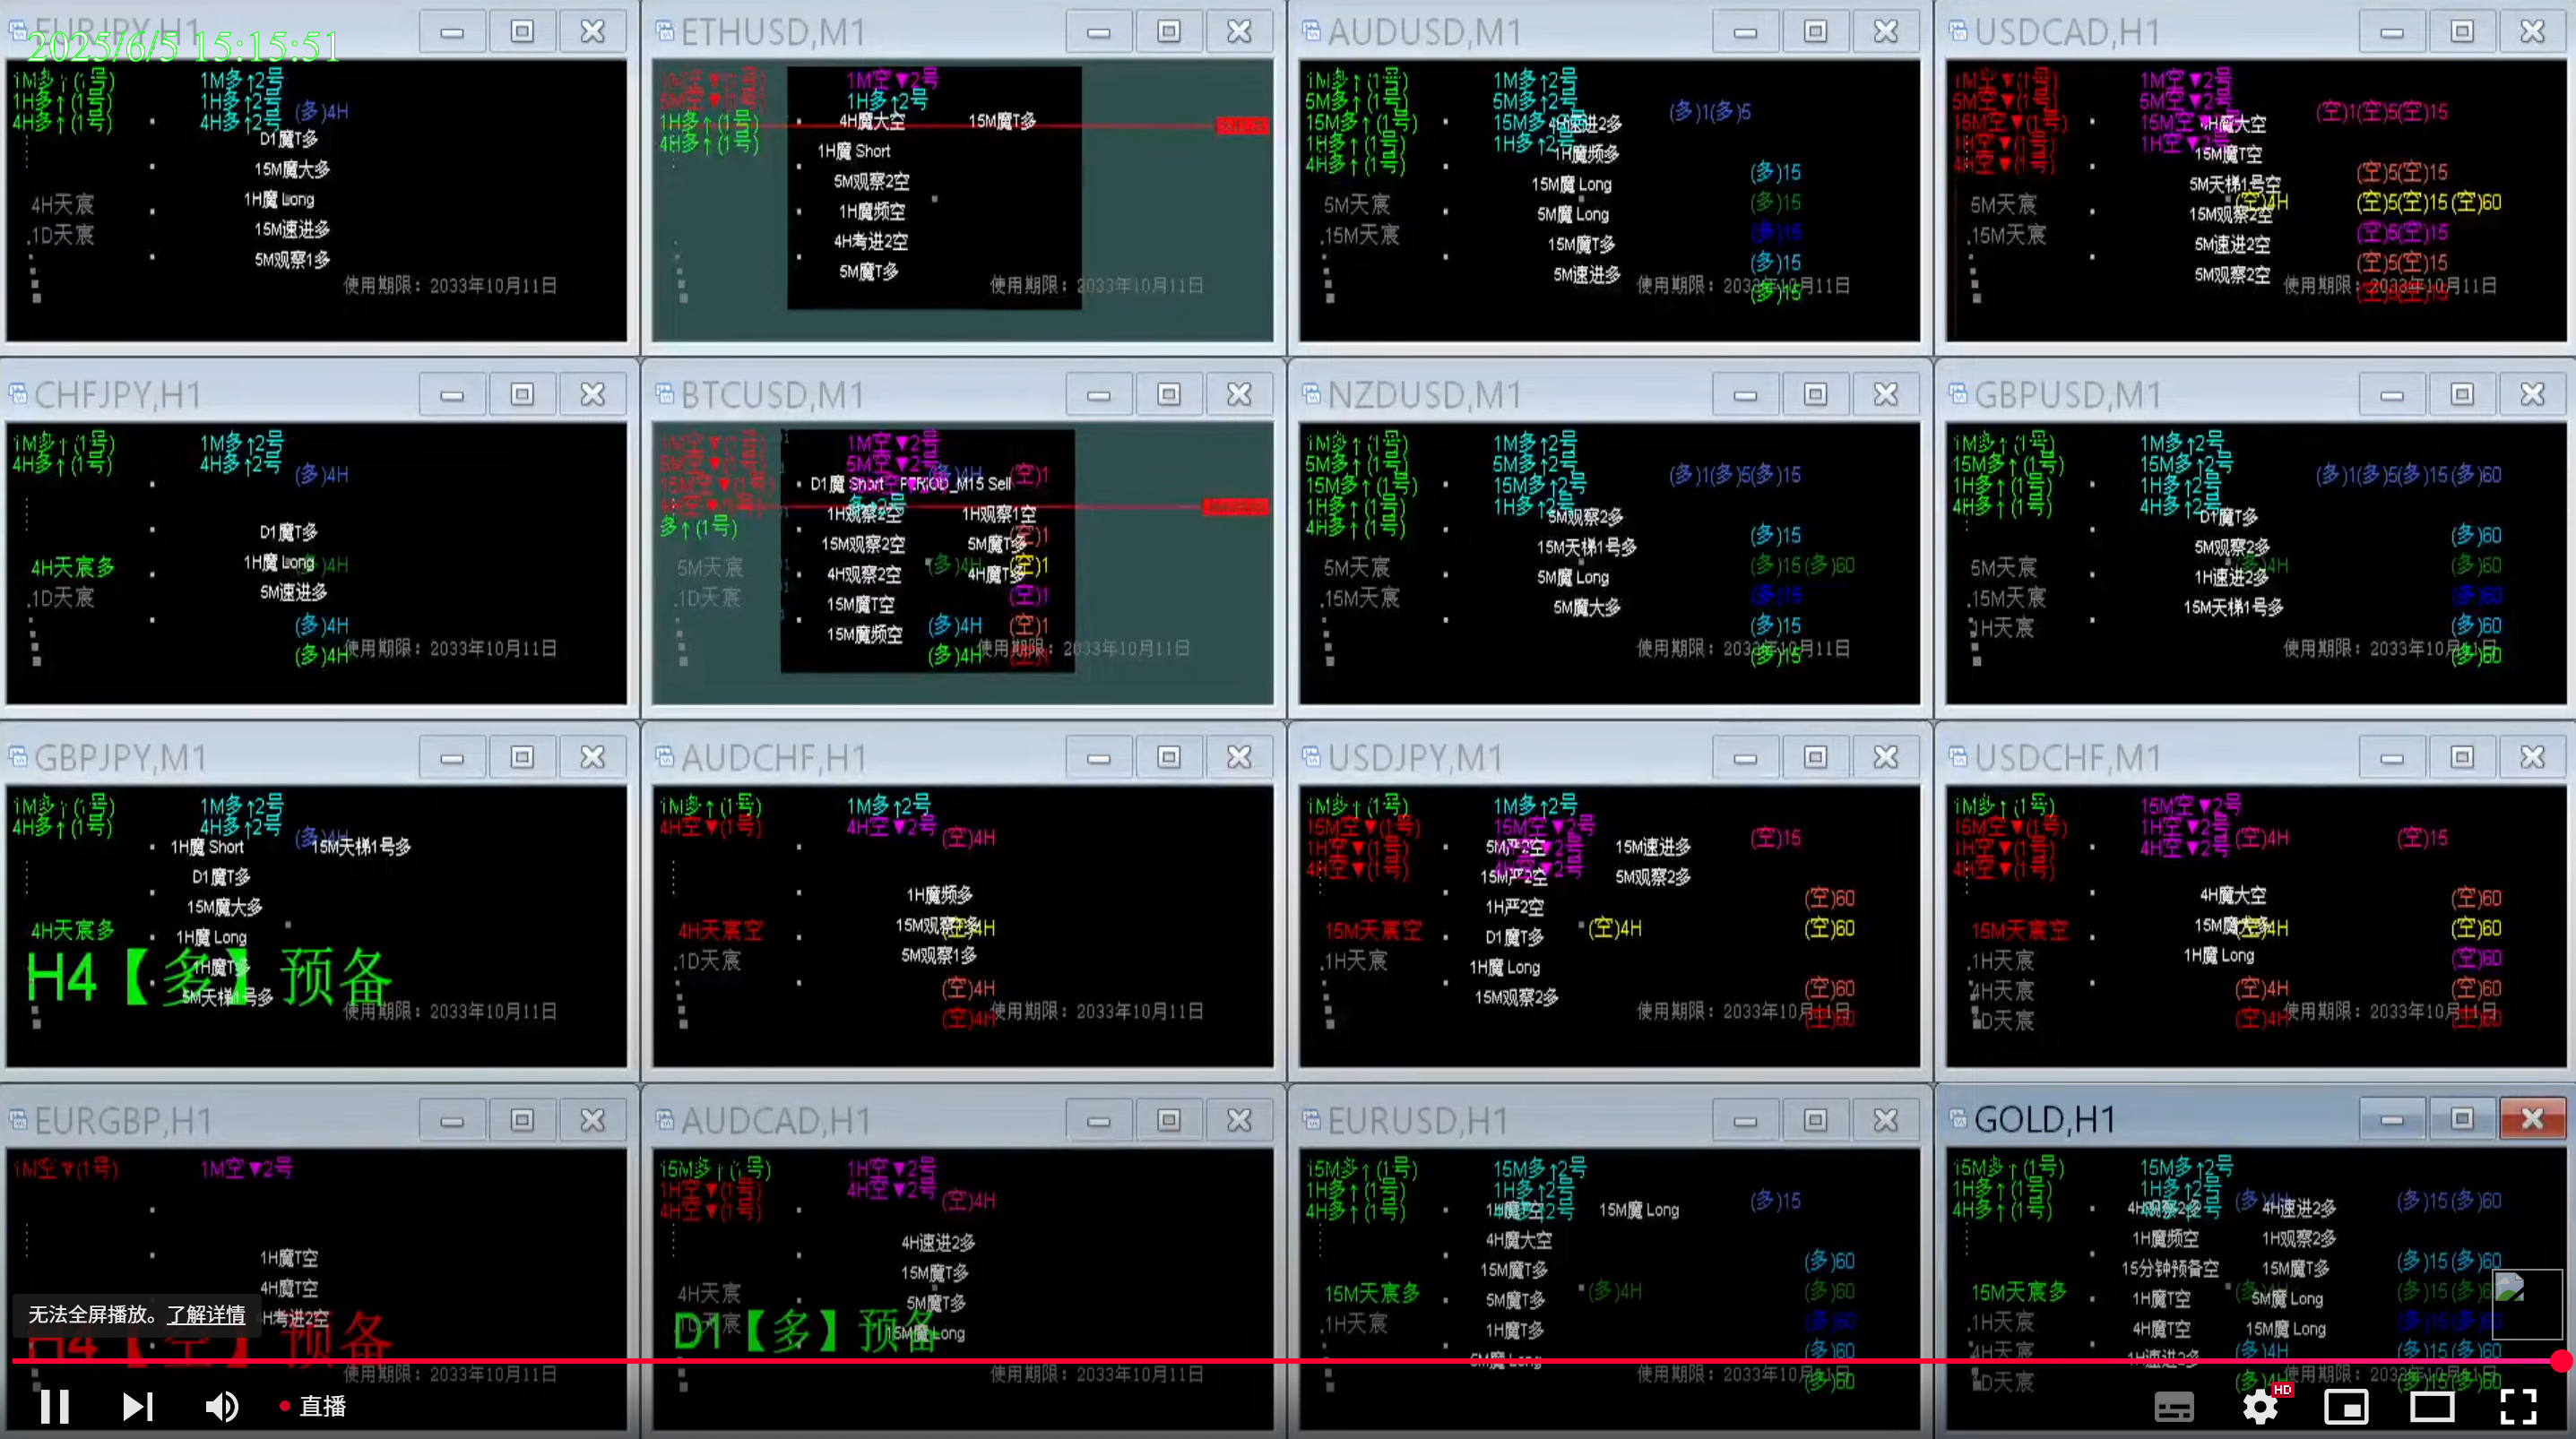 EURJPY,H1
2025/6/5 15:15:51
1M多↑(1号) 1M多↑2号
1H多↑(1号) 1H多↑2号 (多)4H
4H多↑(1号) 4H多↑2号
D1魔T多
15M魔大多
4H天宸 1H魔 Long
.1D天宸 15M速进多
5M观察1多
使用期限：2033年10月11日
ETHUSD,M1
1M空▼2号
5M空▼ 1H多↑2号
1H多↑(1号) 4H魔大空 15M魔T多
4H多↑(1号)
1H魔 Short
5M观察2空
1H魔频空
4H考进2空
5M魔T多
使用期限：2033年10月11日
AUDUSD,M1
1M多↑(1号) 1M多↑2号
5M多↑(1号) 5M多↑2号 (多)1(多)5
15M多↑(1号) 15M多 速进2多
4H多↑(1号) 1H多↑ 1H魔频多
15M魔 Long (多)15
5M天宸 5M魔 Long (多)15
.15M天宸 15M魔T多 (多)15
5M速进多 (多)15
使用期限：2033年10月11日 (多)15
USDCAD,H1
1M空▼(1号) 1M空▼2号
5M空▼(1号) 5M空▼2号 (空)1(空)5(空)15
15M空▼(1号) 15M空▼ 1H魔大空
1H空▼(1号) 1H空▼2号
4H空▼(1号) 15M魔T空 (空)5(空)15
5M天宸 5M天梯1号空 (空)4H (空)5(空)15(空)60
.15M天宸 15M观察2空 (空)5(空)15
5M速进2空 (空)5(空)15
5M观察2空
使用期限：2033年10月11日
CHFJPY,H1
1M多↑(1号) 1M多↑2号
4H多↑(1号) 4H多↑2号 (多)4H
D1魔T多
4H天宸多 1H魔 Long (多)4H
.1D天宸 5M速进多
(多)4H
(多)4H 使用期限：2033年10月11日
BTCUSD,M1
1M空▼2号
5M空▼2号 (多)4H (空)1
D1魔 Short PERIOD_M15 Sell
多↑(1号) 1H观察2空 1H观察1空
15M观察2空 5M魔T多 (空)1
5M天宸 4H观察2空 (多)4H 4H魔T多 (空)1
.1D天宸 15M魔T空 (空)1
15M魔频空 (多)4H (空)1
(多)4H 使用期限：2033年10月11日
NZDUSD,M1
1M多↑(1号) 1M多↑2号
5M多↑(1号) 5M多↑2号 (多)1(多)5(多)15
15M多↑(1号) 15M多↑2号
4H多↑(1号) 1H多↑2号 5M观察2多
15M天梯1号多 (多)15
5M天宸 5M魔 Long (多)15(多)60
.15M天宸 5M魔大多 (多)15
(多)15
使用期限：2033年10月11日 (多)15
GBPUSD,M1
1M多↑(1号) 1M多↑2号
15M多↑(1号) 15M多↑2号 (多)1(多)5(多)15(多)60
1H多↑(1号) 1H多↑2号
4H多↑(1号) 4H多↑2号 D1魔T多
5M观察2多 (多)60
5M天宸 1H速进2多 (多)4H (多)60
.15M天宸 15M天梯1号多 (多)60
1H天宸 (多)60
使用期限：2033年10月11日 (多)60
GBPJPY,M1
1M多↑(1号) 1M多↑2号
4H多↑(1号) 4H多↑2号 (多)4H
1H魔 Short 15M天梯1号多
D1魔T多
15M魔大多
4H天宸多 1H魔 Long
H4【多】预备 1H魔T多
5M天梯1号多
使用期限：2033年10月11日
AUDCHF,H1
1M多↑(1号) 1M多↑2号
4H空▼(1号) 4H空▼2号 (空)4H
1H魔频多
4H天宸空 15M观察多 (空)4H
.1D天宸 5M观察1多
(空)4H
(空)4H 使用期限：2033年10月11日
USDJPY,M1
1M多↑(1号) 1M多↑2号
15M空▼(1号) 15M空▼2号 (空)15
1H空▼(1号) 5M严2空 15M速进多
4H空▼(1号) 15M严2空 5M观察2多
1H严2空 (空)60
15M天宸空 D1魔T多 (空)4H (空)60
.1H天宸 1H魔 Long
15M观察2多 (空)60
使用期限：2033年10月11日 (空)60
USDCHF,M1
1M多↑(1号) 15M空▼2号
15M空▼(1号) 1H空▼2号 (空)4H (空)15
1H空▼(1号) 4H空▼2号
4H空▼(1号) 4H魔大空 (空)60
15M天宸空 15M魔大多 (空)4H (空)60
.1H天宸 1H魔 Long (空)60
4H天宸 (空)4H (空)60
D天宸 (空)4H 使用期限：2033年10月11日 (空)60
EURGBP,H1
1M空▼(1号) 1M空▼2号
1H魔T空
4H魔T空
无法全屏播放。了解详情 H考进2空
H4【空】预备
使用期限：2033年10月11日
AUDCAD,H1
15M多↑(1号) 1H空▼2号
1H空▼(1号) 4H空▼2号 (空)4H
4H空▼(1号)
4H速进2多
15M魔T多
4H天宸 5M魔T多
D1【多】预备 15M魔 Long
使用期限：2033年10月11日
EURUSD,H1
15M多↑(1号) 15M多↑2号
1H多↑(1号) 1H多↑2号 (多)15
4H多↑(1号) 15M魔 Long
4H魔大空
15M魔T多 (多)60
15M天宸多 5M魔T多 (多)4H (多)60
.1H天宸 1H魔T多 (多)60
5M魔 Long (多)60
使用期限：2033年10月11日 (多)60
GOLD,H1
15M多↑(1号) 15M多↑2号
1H多↑(1号) 1H多↑2号 (多)4H (多)15(多)60
4H多↑(1号) 4H速进2多
1H魔频空 1H观察2多
15分钟预备空 15M魔T多 (多)15(多)60
15M天宸多 1H魔T空 5M魔 Long (多)15
.1H天宸 4H魔T空 15M魔 Long (多)15
4H天宸 1H速进2多 (多)4H (多)15(多)60
D天宸 (多)4H 使用期限：2033年10月11日
直播 HD